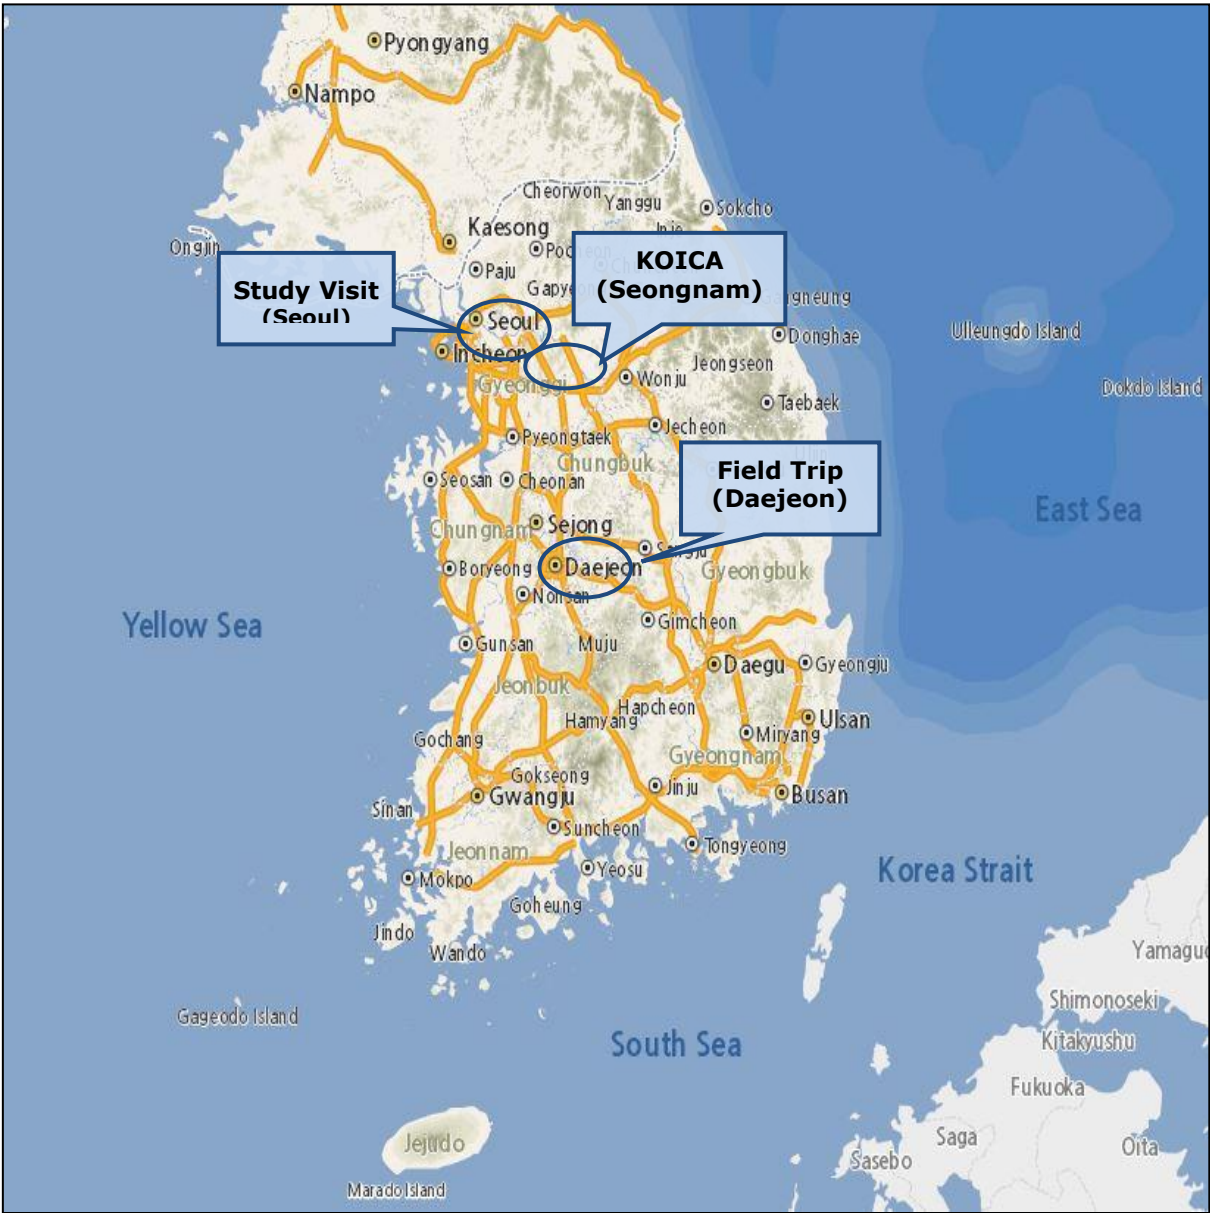 Pyongyang
Nampo
Cheorwon
Yanggu
Sokcho
Kaesong
Ongjin
Paju
KOICA
(Seongnam)
Study Visit
(Seoul)
Seoul
Donghae
Ulleungdo Island
Incheon
Jeongseon
Gyeonggi
Wonju
Dokdo Island
Taebaek
Jecheon
Pyeongtaek
Chungbuk
Field Trip
(Daejeon)
Seosan
Cheonan
East Sea
Chungnam
Sejong
Sangju
Boryeong
Daejeon
Gyeongbuk
Nonsan
Yellow Sea
Gimcheon
Gunsan
Muju
Daegu
Gyeongju
Jeonbuk
Hapcheon
Hamyang
Ulsan
Miryang
Gochang
Gyeongnam
Gokseong
Jinju
Gwangju
Busan
Sinan
Suncheon
Tongyeong
Jeonnam
Yeosu
Korea Strait
Mokpo
Goheung
Jindo
Wando
Yamagu
Shimonoseki
Gageodo Island
South Sea
Kitakyushu
Fukuoka
Saga
Oita
Jejudo
Sasebo
Marado Island